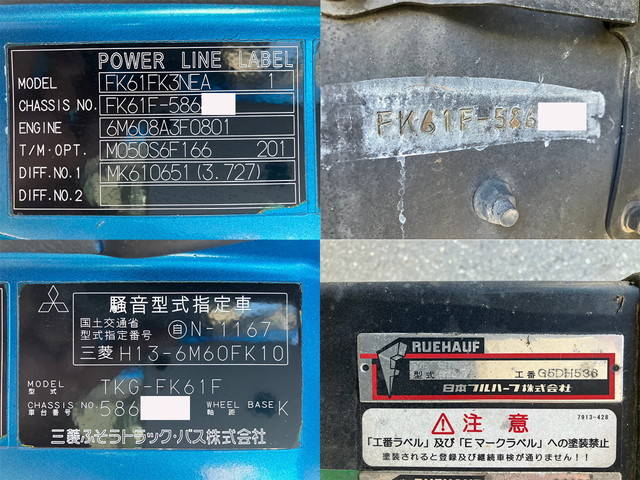 POWER LINE LABEL
MODEL FK61FK3NEA 1
CHASSIS NO. FK61F-586
ENGINE 6M608A3F0801
T/M・OPT. M050S6F166 201
DIFF.NO.1 MK610651(3.727)
DIFF.NO.2
FK61F-586
騒音型式指定車
国土交通省
型式指定番号 自N-1167
三菱 H13-6M60FK10
MODEL
型式 TKG-FK61F
CHASSIS NO.
車台番号 586
WHEEL BASE
軸距 K
三菱ふそうトラック・バス株式会社
RUEHAUF
型式 工番 G5DH536
日本フルハーフ株式会社
7913-428
注意
「工番ラベル」及び「Eマークラベル」への塗装禁止
塗装されると登録及び継続車検が通りません!!